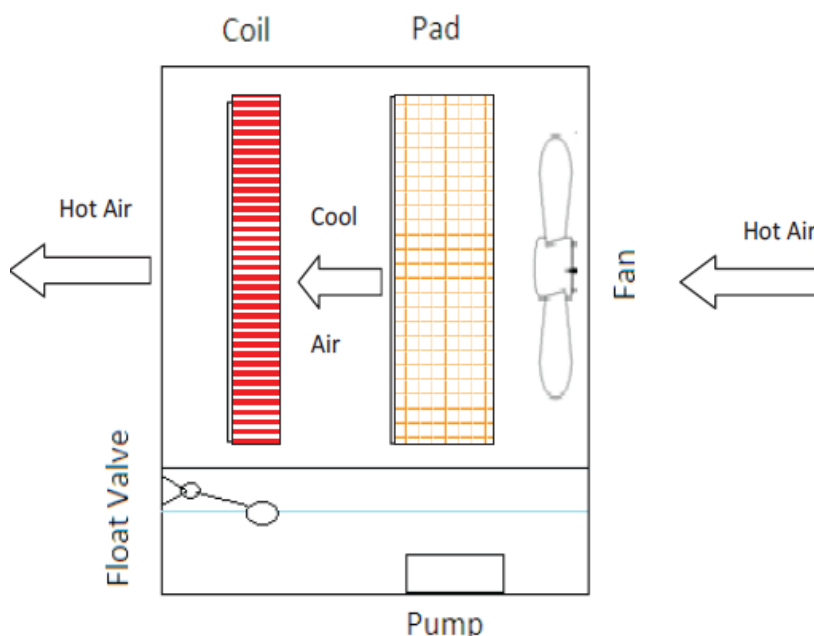 Coil
Pad
Hot Air
Cool
Air
Hot Air
Fan
Float Valve
Pump